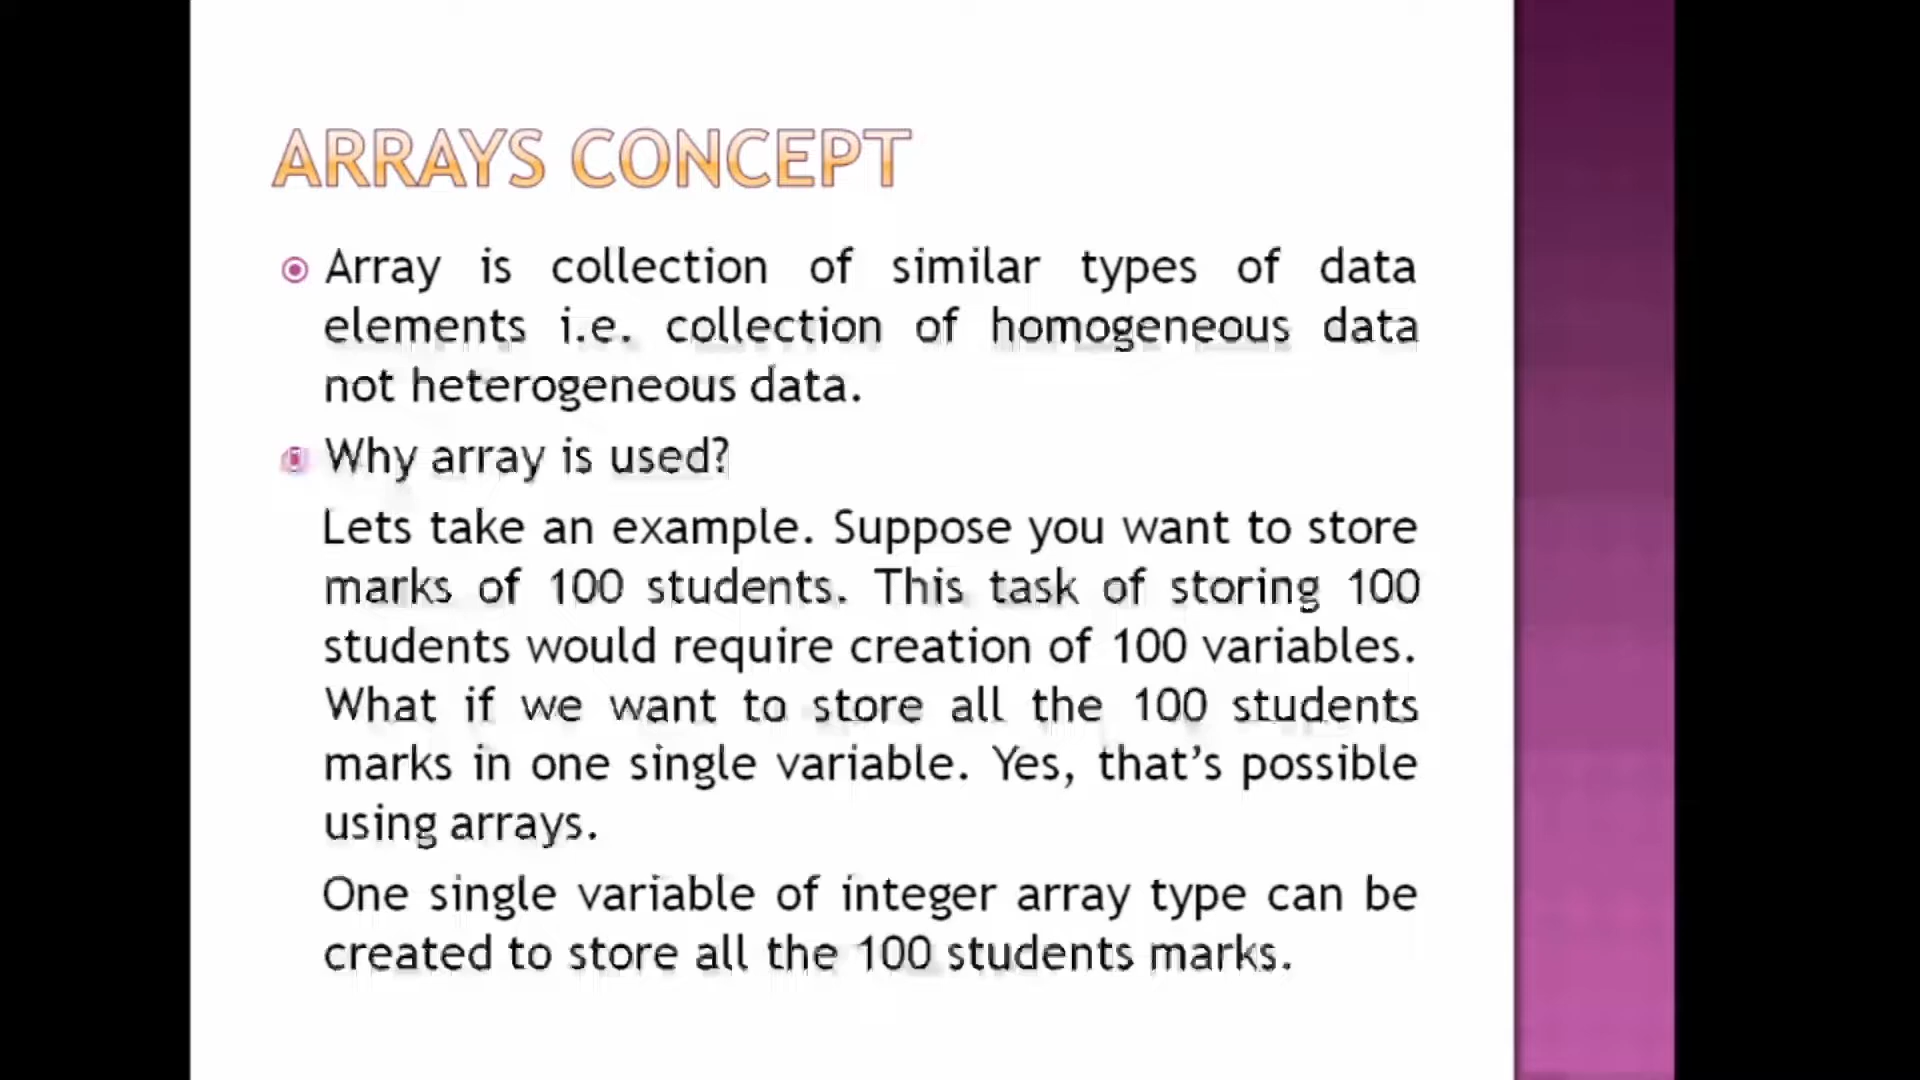 ARRAYS CONCEPT
Array is collection of similar types of data
elements i.e. collection of homogeneous data
not heterogeneous data.
Why array is used?
Lets take an example. Suppose you want to store
marks of 100 students. This task of storing 100
students would require creation of 100 variables.
What if we want to store all the 100 students
marks in one single variable. Yes, that’s possible
using arrays.
One single variable of integer array type can be
created to store all the 100 students marks.